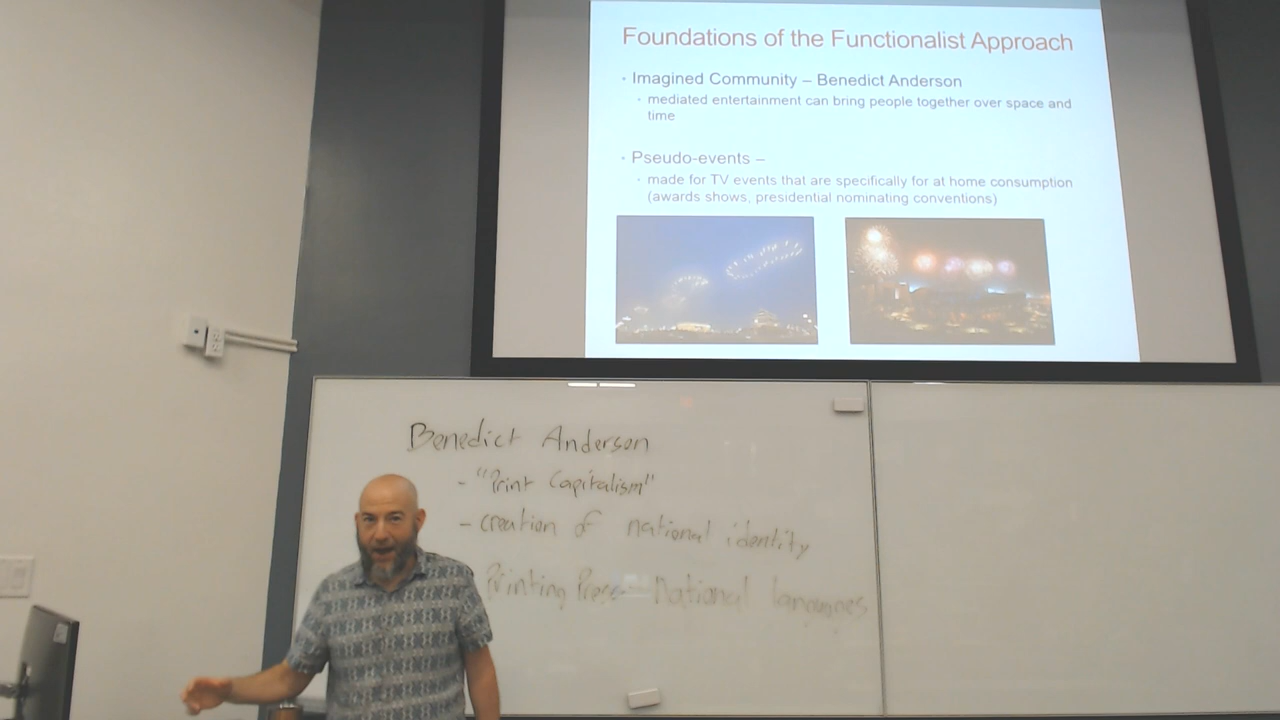 Foundations of the Functionalist Approach
• Imagined Community – Benedict Anderson
• mediated entertainment can bring people together over space and
time
• Pseudo-events –
• made for TV events that are specifically for at home consumption
(awards shows, presidential nominating conventions)
Benedict Anderson
- "Print Capitalism"
- creation of national identity
Printing Press National languages